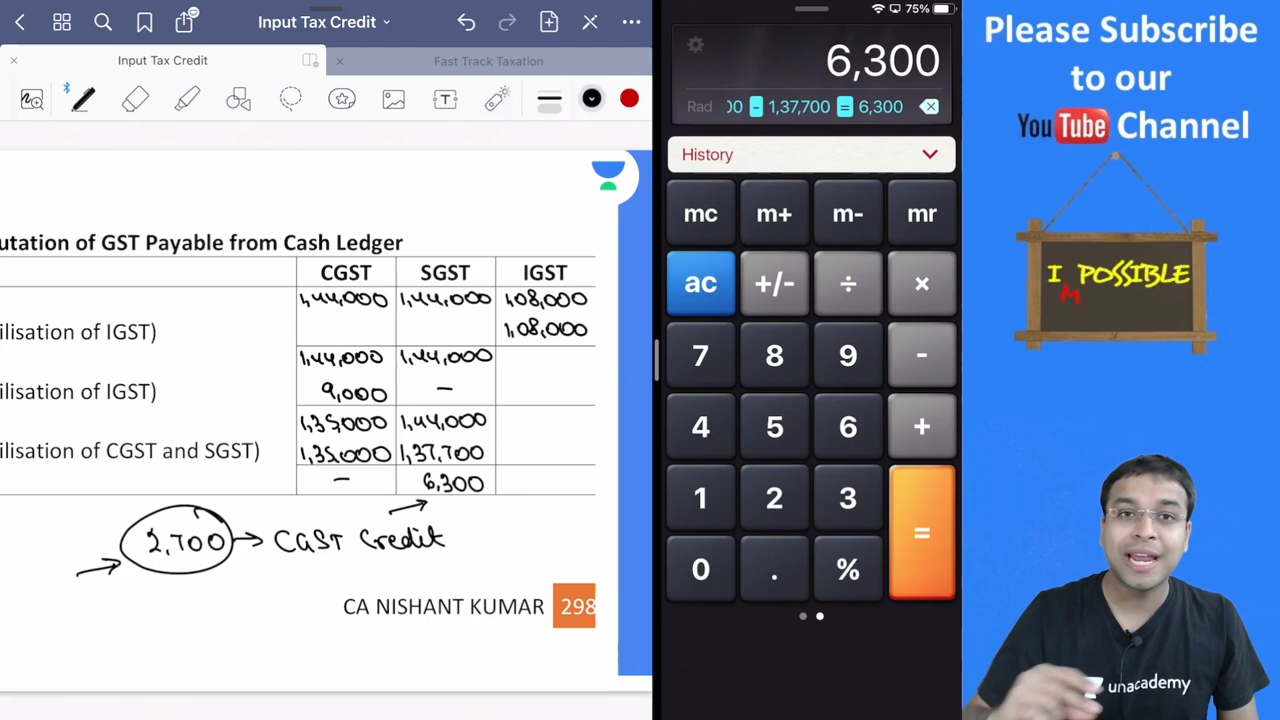 Input Tax Credit
75%
Input Tax Credit
Fast Track Taxation
T
utation of GST Payable from Cash Ledger
CGST SGST IGST
1,44,000 1,44,000 1,08,000
ilisation of IGST) 1,08,000
1,44,000 1,44,000
ilisation of IGST) 9,000 -
1,35,000 1,44,000
ilisation of CGST and SGST) 1,35,000 1,37,700
- 6,300
2,700 → CGST Credit
CA NISHANT KUMAR 298
6,300
Rad 00 - 1,37,700 = 6,300
History
mc m+ m- mr
ac +/- ÷ ×
7 8 9 -
4 5 6 +
1 2 3 =
0 . %
Please Subscribe
to our
YouTube Channel
I POSSIBLE
M
unacademy